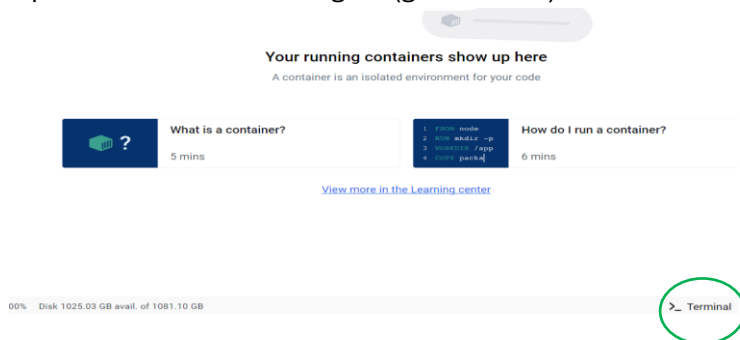 Your running containers show up here
A container is an isolated environment for your code
What is a container?
5 mins
?
1 FROM node
2 RUN mkdir -p
3 WORKDIR /app
4 COPY packa
How do I run a container?
6 mins
View more in the Learning center
00% Disk 1025.03 GB avail. of 1081.10 GB
>_ Terminal